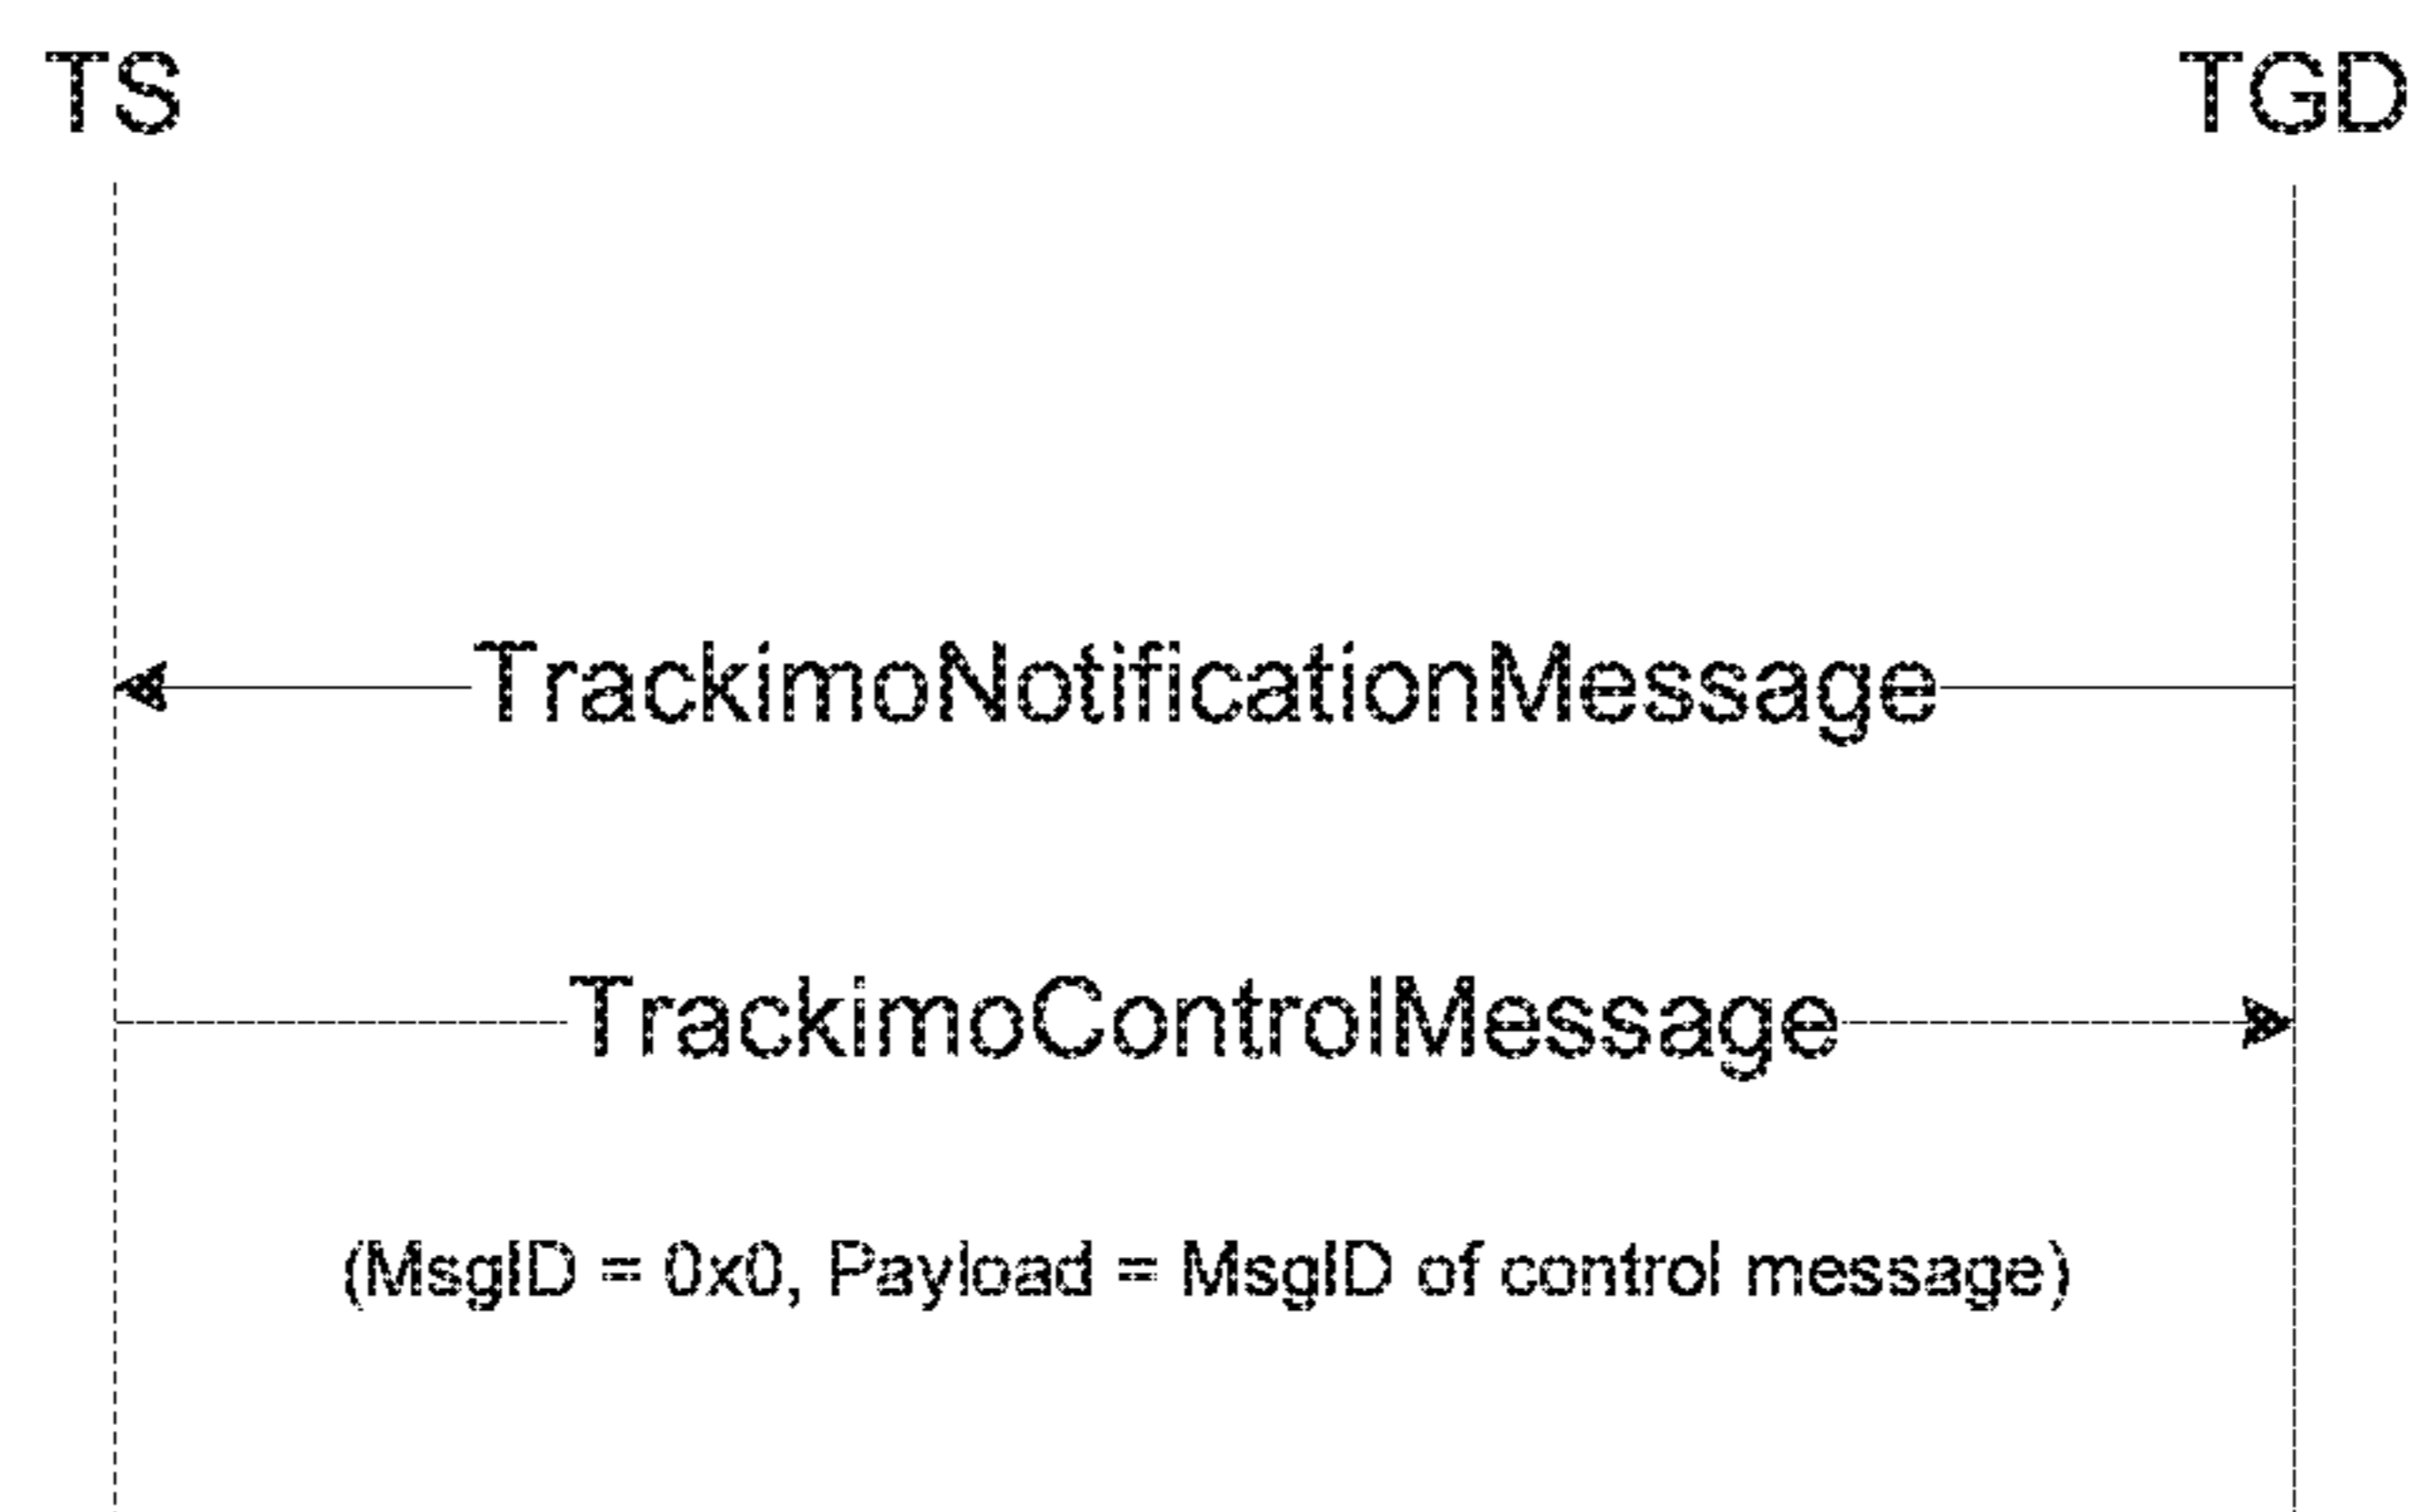 TS TGD
TrackimoNotificationMessage
TrackimoControlMessage
(MsgID = 0x0, Payload = MsgID of control message)